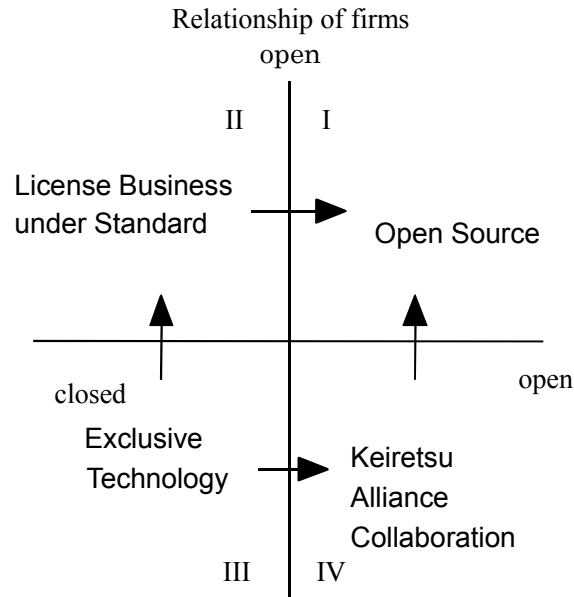 Relationship of firms
open
II
I
License Business
under Standard
Open Source
closed
open
Exclusive
Technology
Keiretsu
Alliance
Collaboration
III
IV